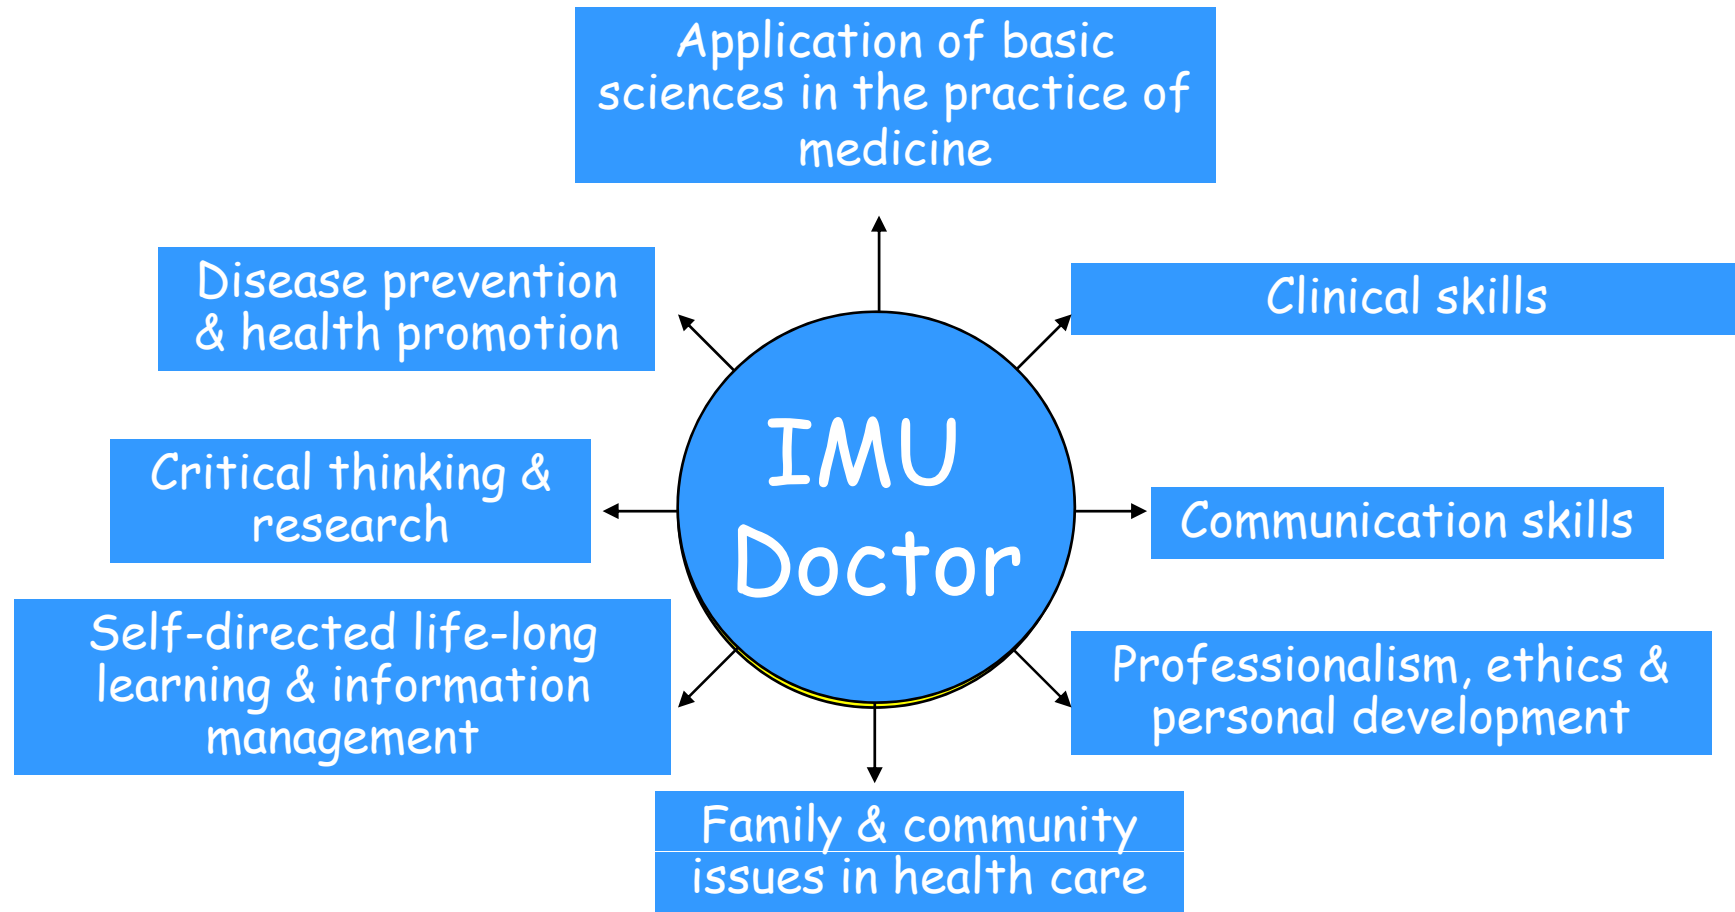 Application of basic
sciences in the practice of
medicine
Disease prevention
& health promotion
Clinical skills
IMU
Doctor
Critical thinking &
research
Communication skills
Self-directed life-long
learning & information
management
Professionalism, ethics &
personal development
Family & community
issues in health care